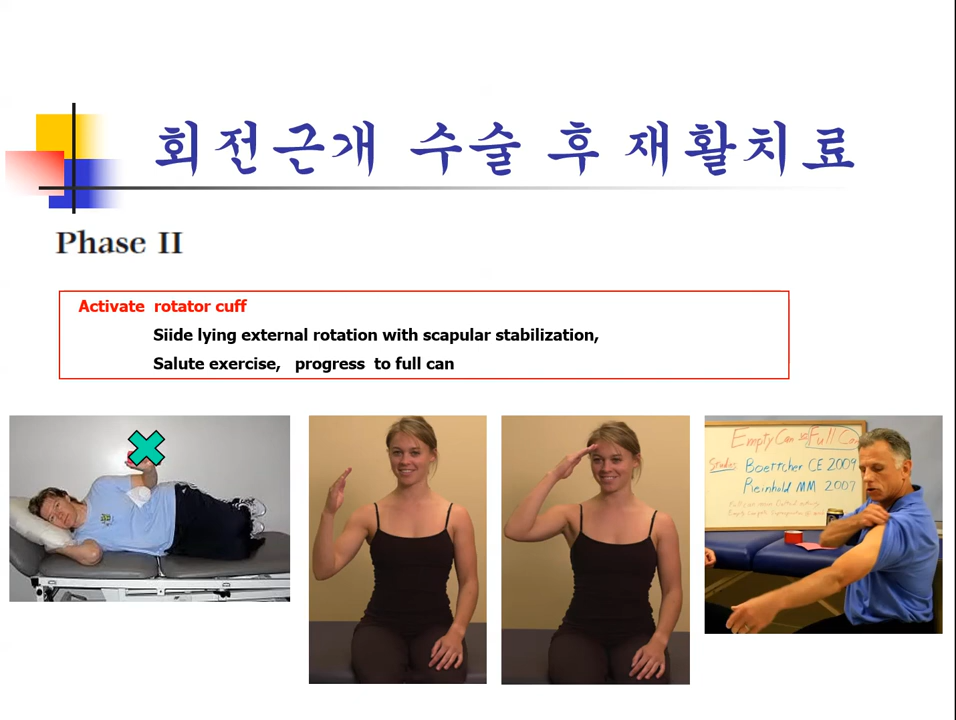 회전근개 수술 후 재활치료
Phase II
Activate rotator cuff
Siide lying external rotation with scapular stabilization,
Salute exercise, progress to full can
Empty Can vs Full Can
Studies Boettcher CE 2009
Reinhold MM 2007